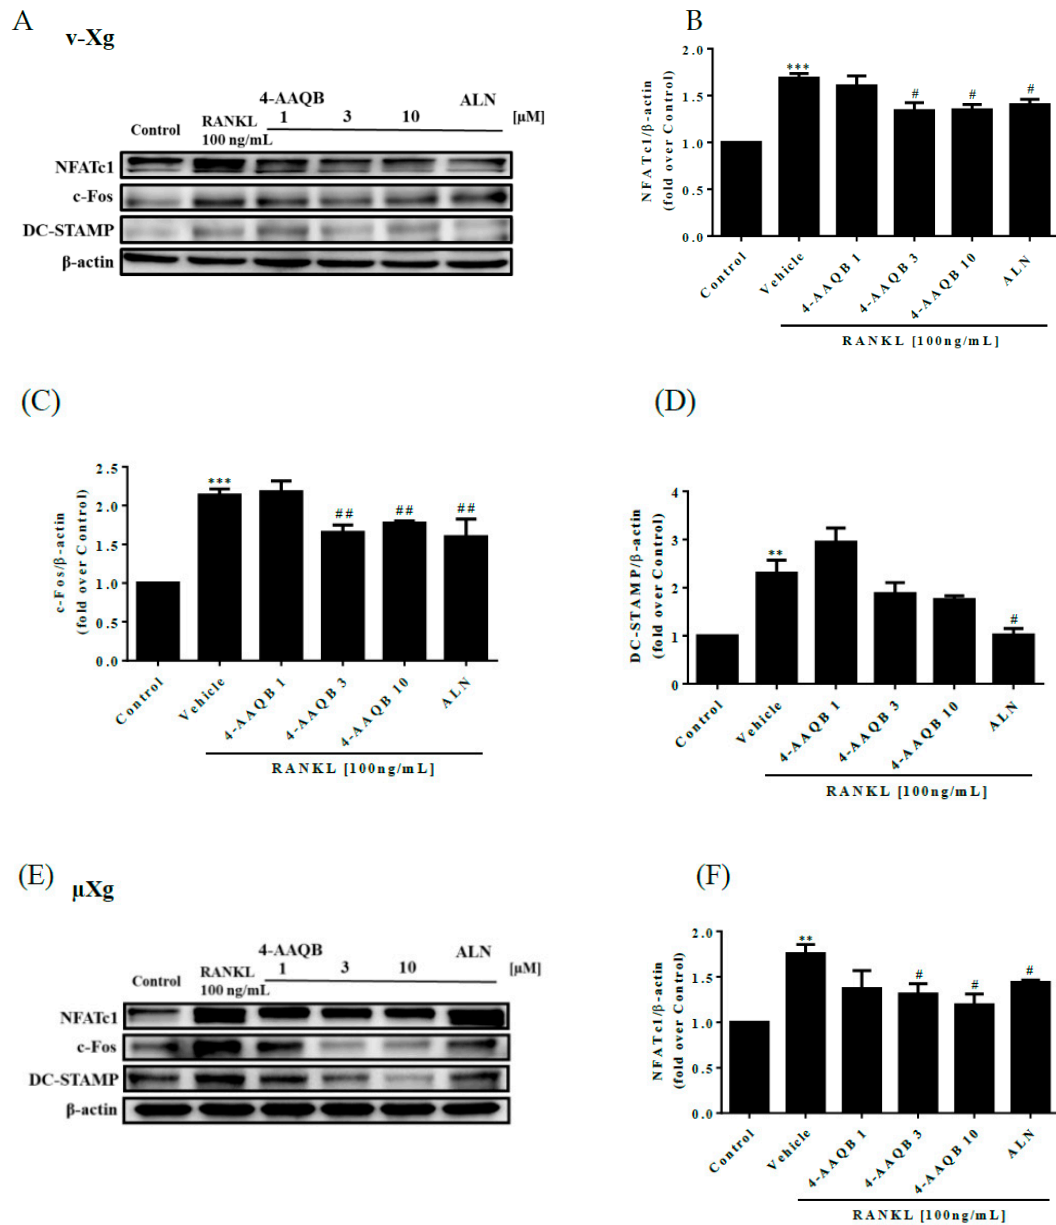 A
v-Xg
4-AAQB
ALN
Control
RANKL
100 ng/mL
1
3
10
[μM]
NFATc1
c-Fos
DC-STAMP
β-actin
B
NFATc1/β-actin
(fold over Control)
2.0
1.5
1.0
0.5
0.0
***
#
#
#
Control
Vehicle
4-AAQB 1
4-AAQB 3
4-AAQB 10
ALN
RANKL [100ng/mL]
(C)
c-Fos/β-actin
(fold over Control)
2.5
2.0
1.5
1.0
0.5
0.0
***
##
##
##
Control
Vehicle
4-AAQB 1
4-AAQB 3
4-AAQB 10
ALN
RANKL [100ng/mL]
(D)
DC-STAMP/β-actin
(fold over Control)
4
3
2
1
0
**
#
Control
Vehicle
4-AAQB 1
4-AAQB 3
4-AAQB 10
ALN
RANKL [100ng/mL]
(E)
μXg
4-AAQB
ALN
Control
RANKL
100 ng/mL
1
3
10
[μM]
NFATc1
c-Fos
DC-STAMP
β-actin
(F)
NFATc1/β-actin
(fold over Control)
2.0
1.5
1.0
0.5
0.0
**
#
#
#
Control
Vehicle
4-AAQB 1
4-AAQB 3
4-AAQB 10
ALN
RANKL [100ng/mL]